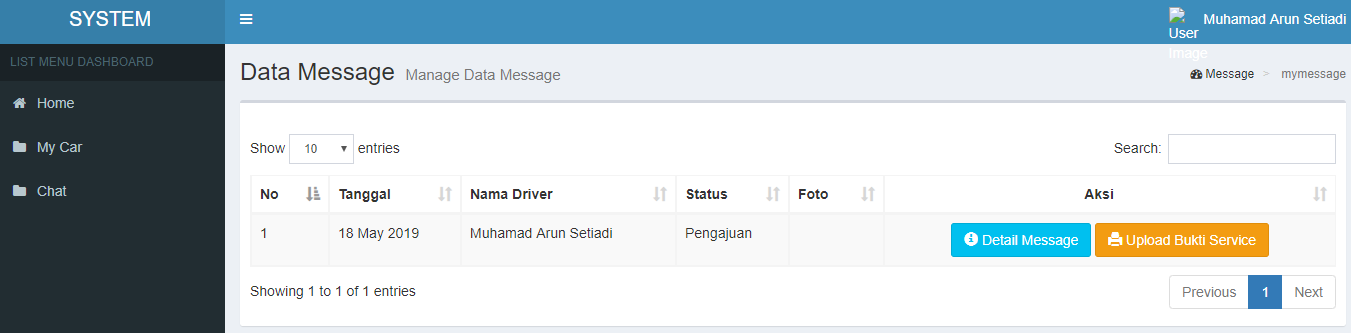 SYSTEM
User Image
Muhamad Arun Setiadi
LIST MENU DASHBOARD
Home
My Car
Chat
Data Message Manage Data Message
Message > mymessage
Show 10 entries
Search:
No Tanggal Nama Driver Status Foto Aksi
1 18 May 2019 Muhamad Arun Setiadi Pengajuan Detail Message Upload Bukti Service
Showing 1 to 1 of 1 entries
Previous 1 Next